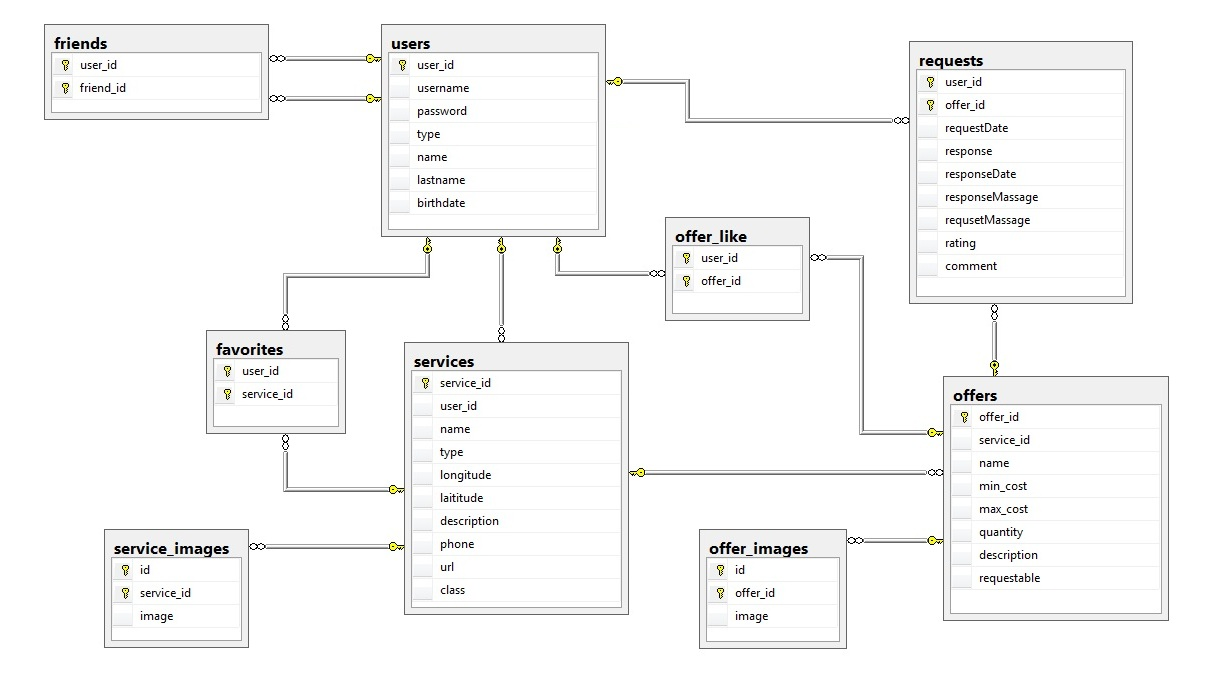 friends
user_id
friend_id
users
user_id
username
password
type
name
lastname
birthdate
requests
user_id
offer_id
requestDate
response
responseDate
responseMassage
requsetMassage
rating
comment
offer_like
user_id
offer_id
favorites
user_id
service_id
services
service_id
user_id
name
type
longitude
laititude
description
phone
url
class
offers
offer_id
service_id
name
min_cost
max_cost
quantity
description
requestable
service_images
id
service_id
image
offer_images
id
offer_id
image